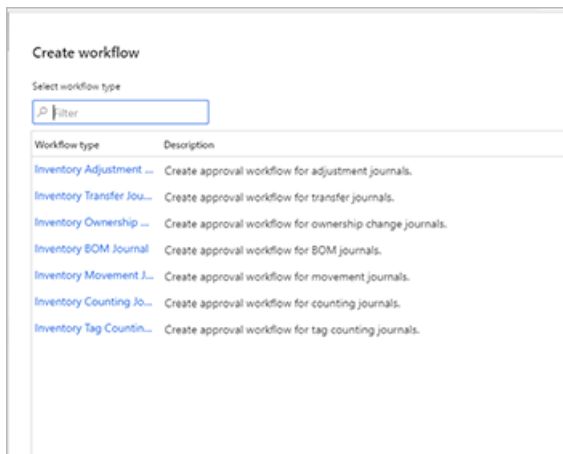 Create workflow
Select workflow type
Filter
Workflow type Description
Inventory Adjustment ... Create approval workflow for adjustment journals.
Inventory Transfer Jou... Create approval workflow for transfer journals.
Inventory Ownership ... Create approval workflow for ownership change journals.
Inventory BOM Journal Create approval workflow for BOM journals.
Inventory Movement J... Create approval workflow for movement journals.
Inventory Counting Jo... Create approval workflow for counting journals.
Inventory Tag Countin... Create approval workflow for tag counting journals.